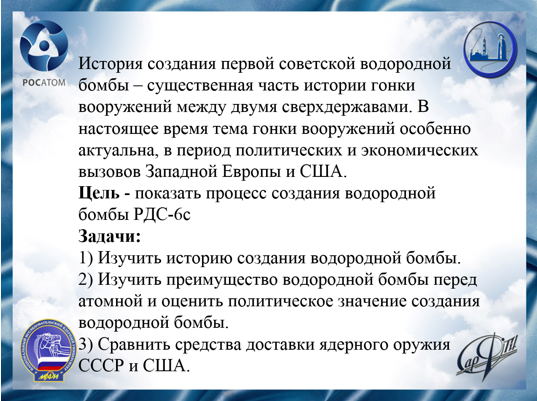 РОСАТОМ
История создания первой советской водородной
бомбы – существенная часть истории гонки
вооружений между двумя сверхдержавами. В
настоящее время тема гонки вооружений особенно
актуальна, в период политических и экономических
вызовов Западной Европы и США.
Цель - показать процесс создания водородной
бомбы РДС-6с
Задачи:
1) Изучить историю создания водородной бомбы.
2) Изучить преимущество водородной бомбы перед
атомной и оценить политическое значение создания
водородной бомбы.
3) Сравнить средства доставки ядерного оружия
СССР и США.
СарФТИ